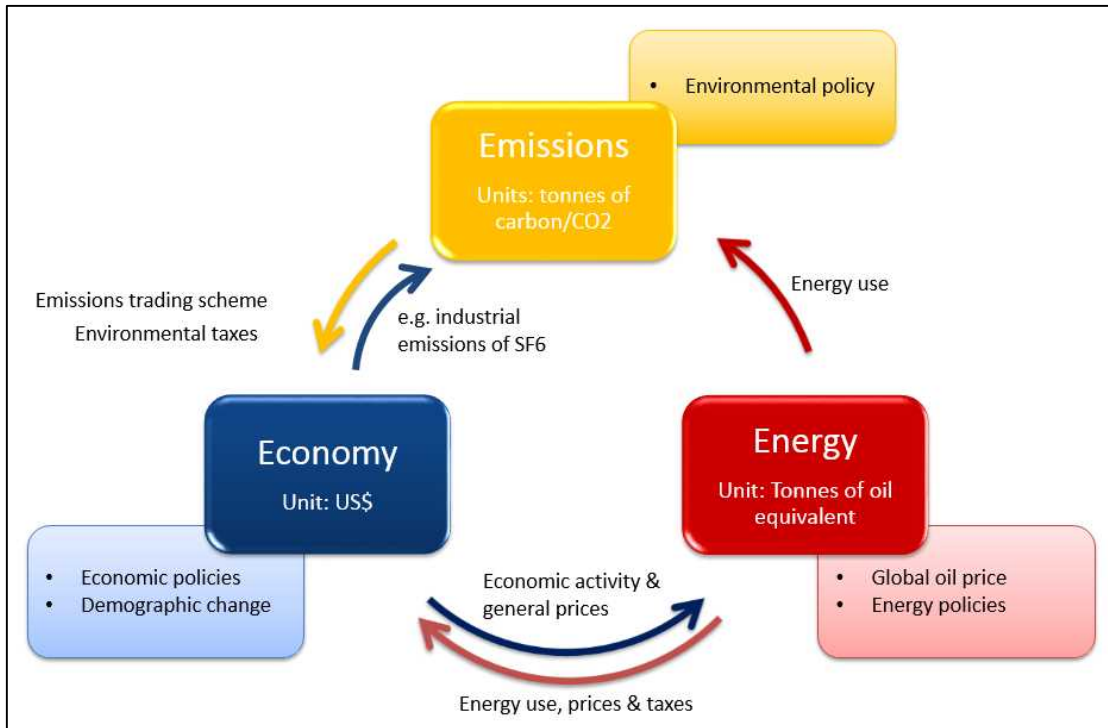 • Environmental policy
Emissions
Units: tonnes of
carbon/CO2
Energy use
Emissions trading scheme
Environmental taxes
e.g. industrial
emissions of SF6
Economy
Unit: US$
Energy
Unit: Tonnes of oil
equivalent
• Economic policies
• Demographic change
Economic activity &
general prices
• Global oil price
• Energy policies
Energy use, prices & taxes